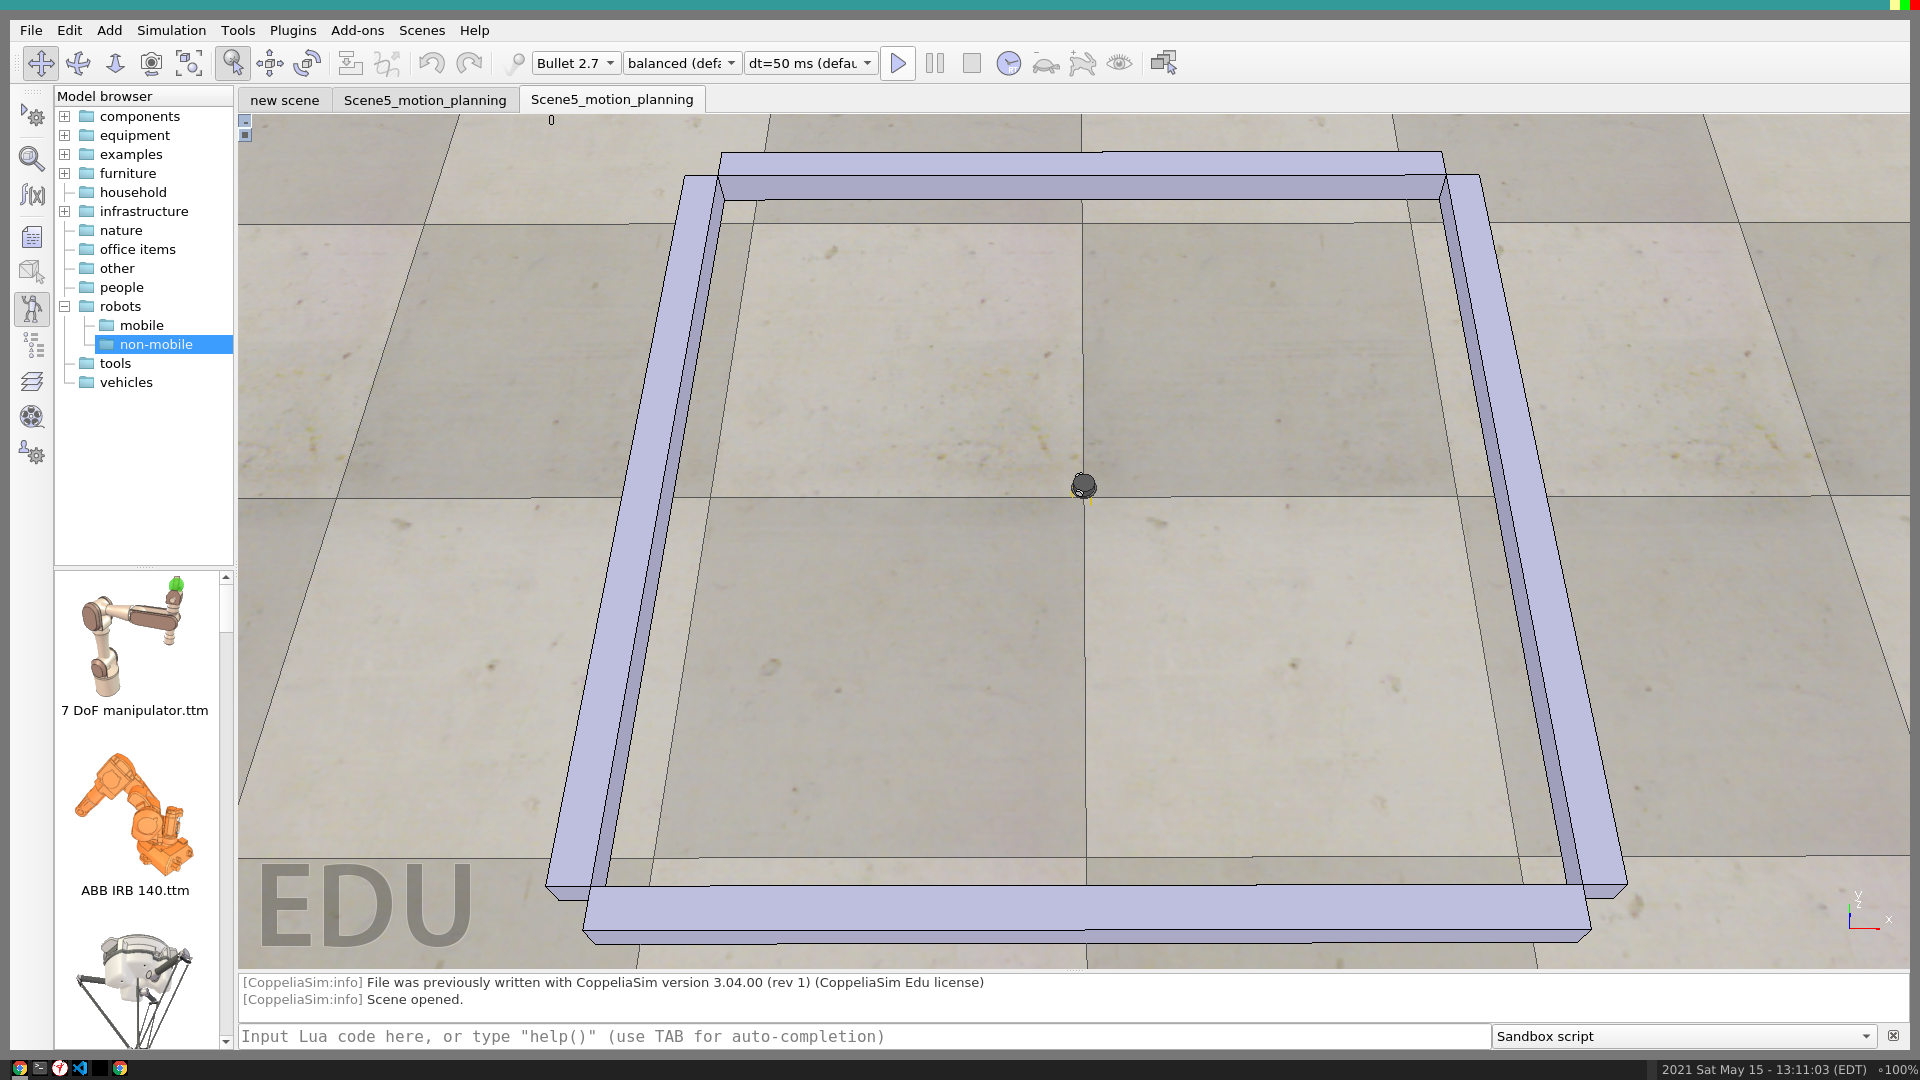 File Edit Add Simulation Tools Plugins Add-ons Scenes Help
Bullet 2.7 balanced (defa dt=50 ms (defau
Model browser
components
equipment
examples
furniture
household
infrastructure
nature
office items
other
people
robots
mobile
non-mobile
tools
vehicles
7 DoF manipulator.ttm
ABB IRB 140.ttm
new scene Scene5_motion_planning Scene5_motion_planning
0
EDU
y
z
x
[CoppeliaSim:info] File was previously written with CoppeliaSim version 3.04.00 (rev 1) (CoppeliaSim Edu license)
[CoppeliaSim:info] Scene opened.
Input Lua code here, or type "help()" (use TAB for auto-completion)
Sandbox script
2021 Sat May 15 - 13:11:03 (EDT) ∘100%